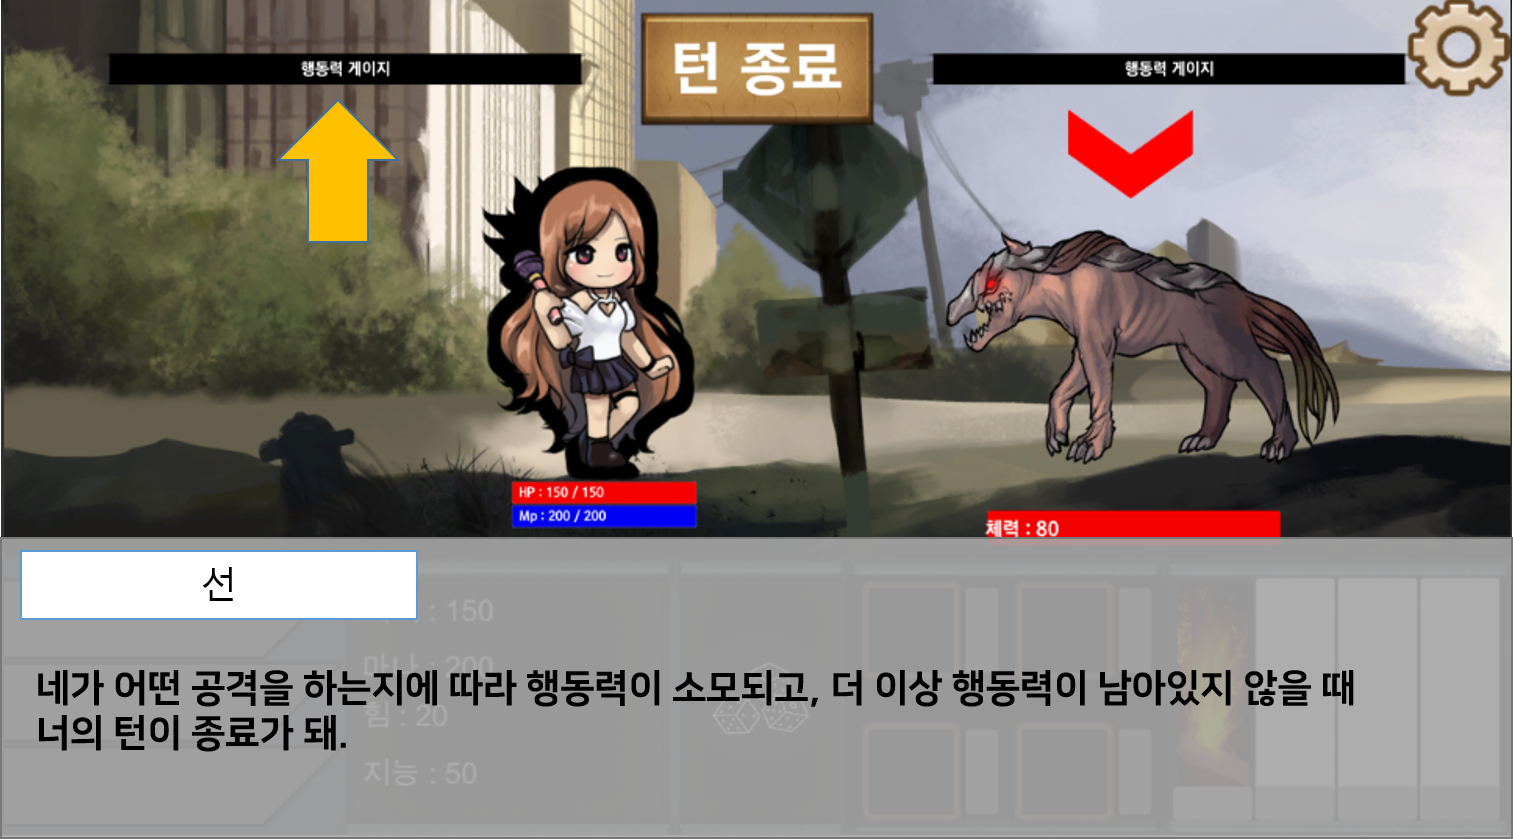 턴 종료
행동력 게이지
행동력 게이지
HP : 150 / 150
Mp : 200 / 200
체력 : 80
선
: 150
마나 : 200
힘 : 20
지능 : 50
네가 어떤 공격을 하는지에 따라 행동력이 소모되고, 더 이상 행동력이 남아있지 않을 때
너의 턴이 종료가 돼.